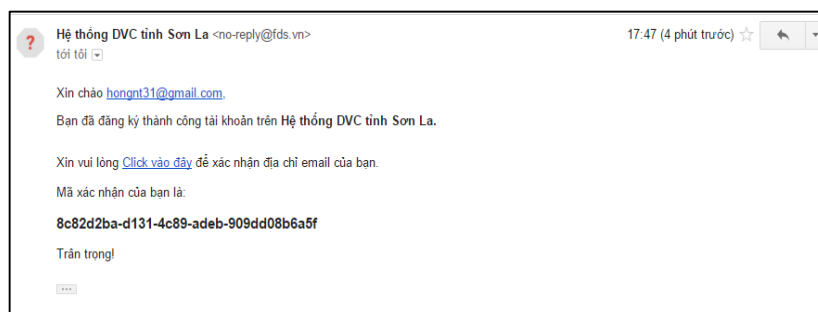 Hệ thống DVC tỉnh Sơn La <no-reply@fds.vn>
17:47 (4 phút trước)
tới tôi
Xin chào hongnt31@gmail.com,
Bạn đã đăng ký thành công tài khoản trên Hệ thống DVC tỉnh Sơn La.
Xin vui lòng Click vào đây để xác nhận địa chỉ email của bạn.
Mã xác nhận của bạn là:
8c82d2ba-d131-4c89-adeb-909dd08b6a5f
Trân trọng!